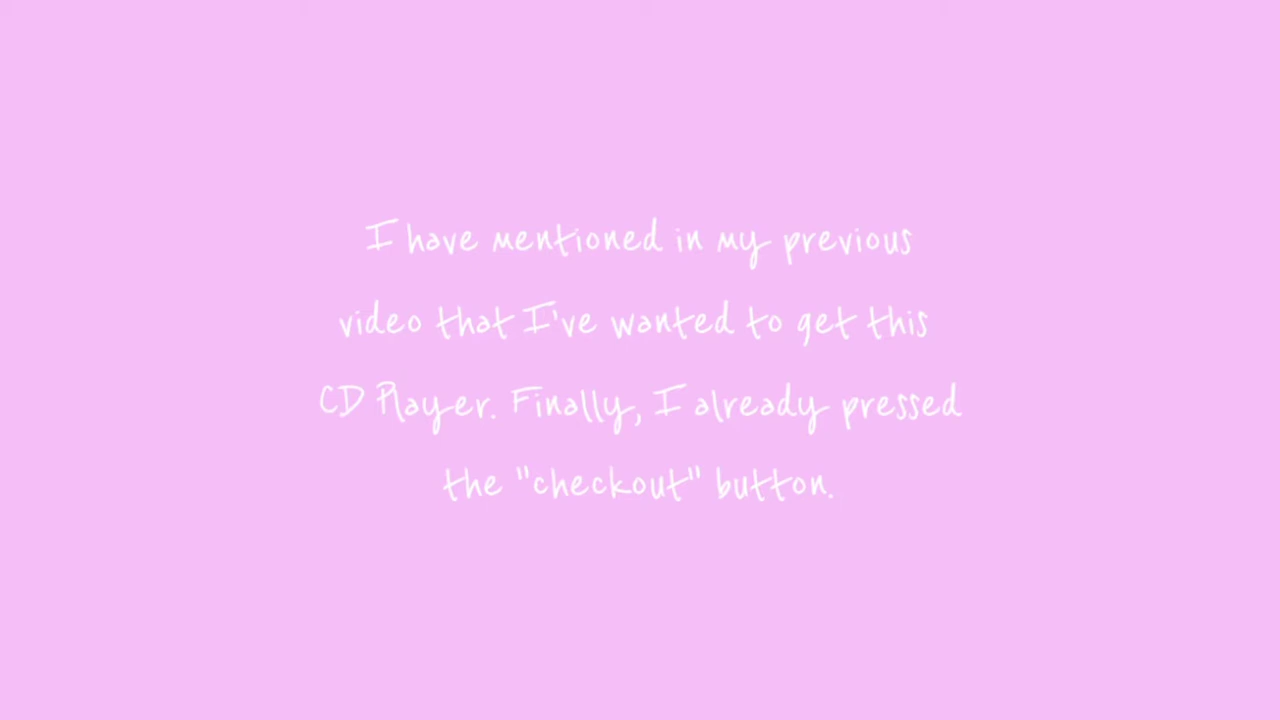 I have mentioned in my previous
video that I've wanted to get this
CD Player. Finally, I already pressed
the "checkout" button.